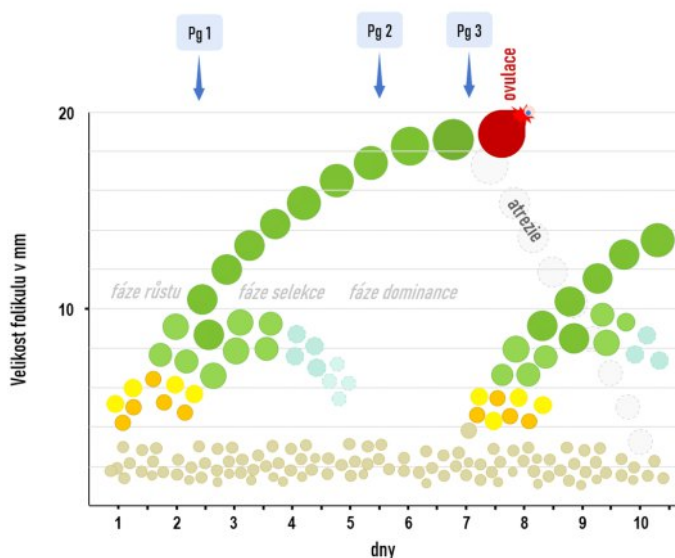 Pg 1
Pg 2
Pg 3
ovulace
20
atrezie
fáze růstu
fáze selekce
fáze dominance
10
Velikost folikulu v mm
1 2 3 4 5 6 7 8 9 10
dny